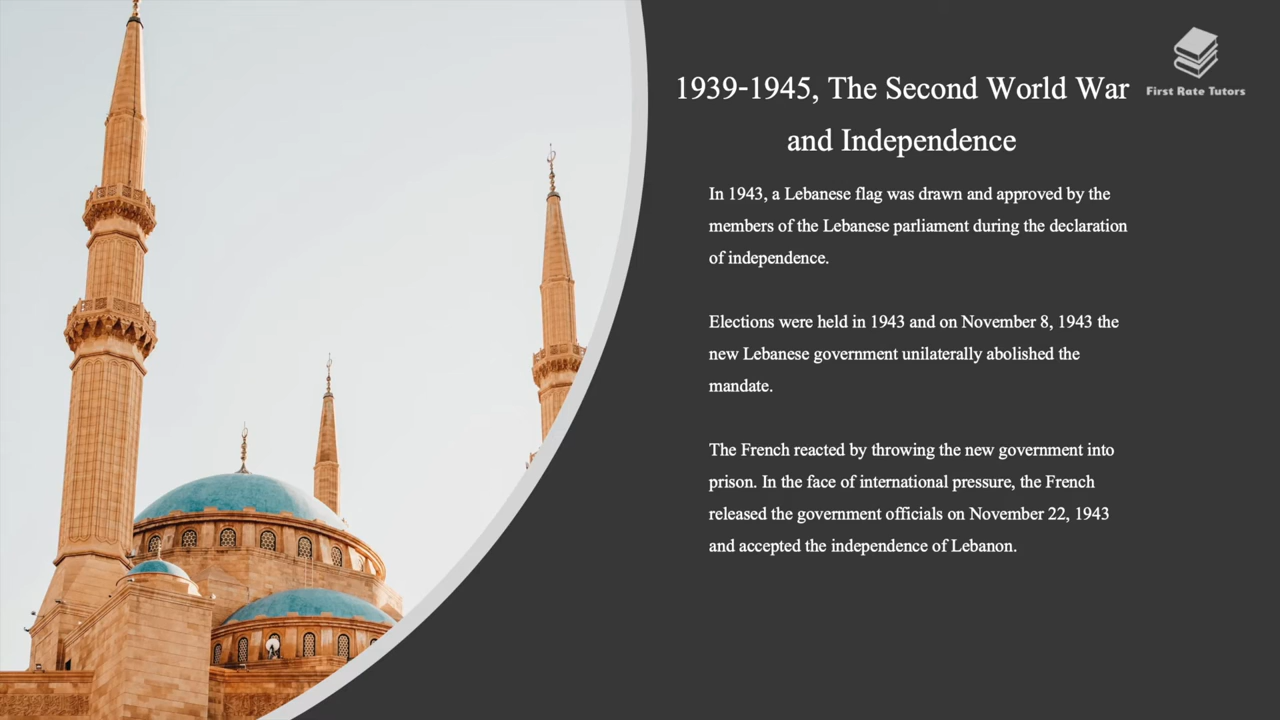 First Rate Tutors
1939-1945, The Second World War
and Independence
In 1943, a Lebanese flag was drawn and approved by the
members of the Lebanese parliament during the declaration
of independence.
Elections were held in 1943 and on November 8, 1943 the
new Lebanese government unilaterally abolished the
mandate.
The French reacted by throwing the new government into
prison. In the face of international pressure, the French
released the government officials on November 22, 1943
and accepted the independence of Lebanon.